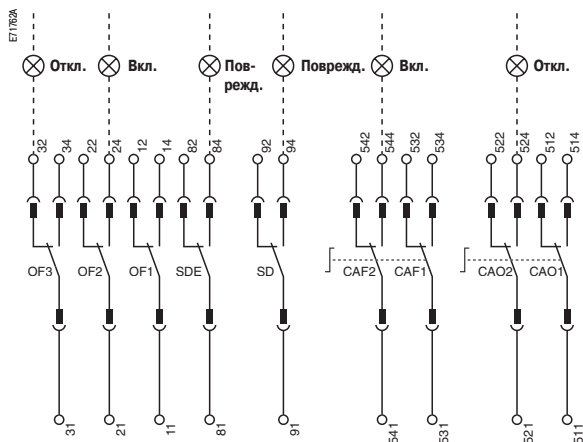 E71762A
Откл.
Вкл.
Пов-
режд.
Поврежд.
Вкл.
Откл.
32 34 22 24 12 14 82 84 92 94 542 544 532 534 522 524 512 514
OF3 OF2 OF1 SDE SD CAF2 CAF1 CAO2 CAO1
31 21 11 81 91 541 531 521 511